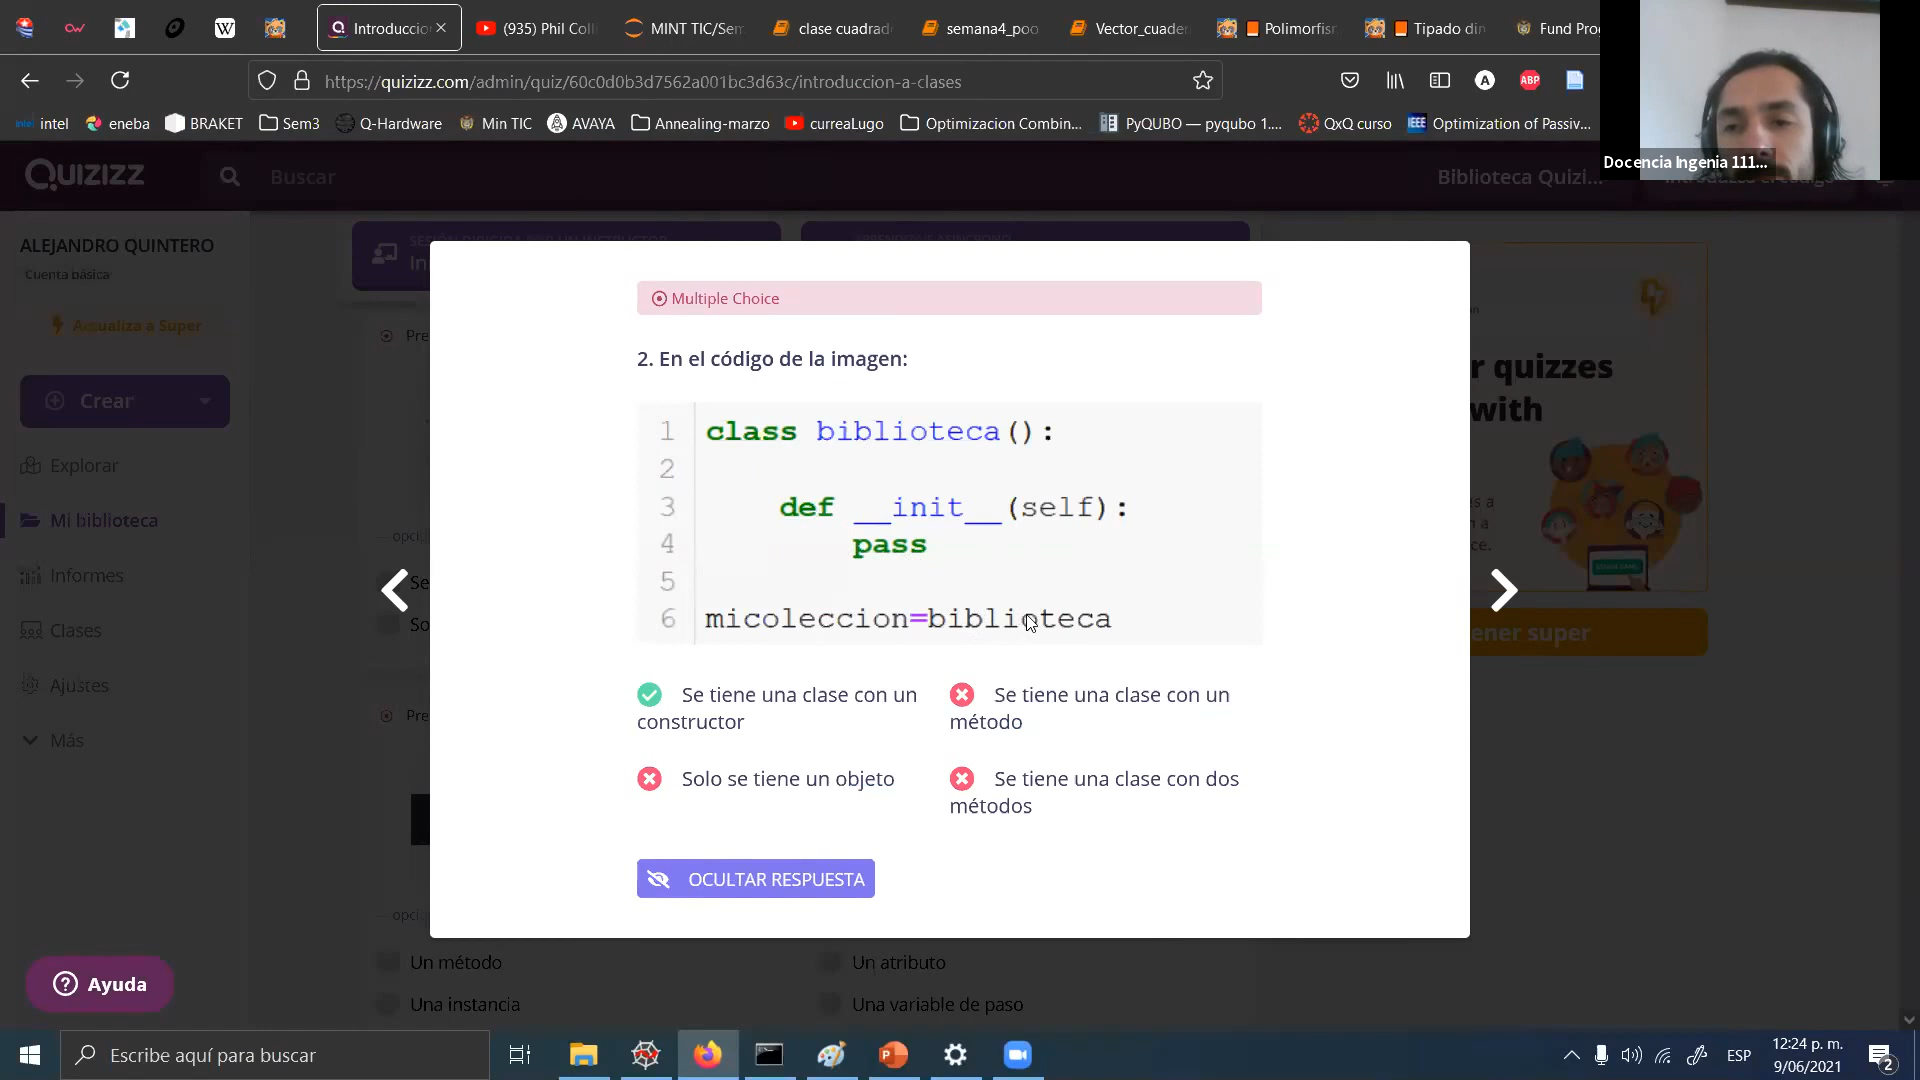 Introduccio
(935) Phil Coll
MINT TIC/Sem
clase cuadrad
semana4_poo
Vector_cuader
Polimorfism
Tipado din
Fund Pro
https://quizizz.com/admin/quiz/60c0d0b3d7562a001bc3d63c/introduccion-a-clases
intel
eneba
BRAKET
Sem3
Q-Hardware
Min TIC
AVAYA
Annealing-marzo
curreaLugo
Optimizacion Combin...
PyQUBO — pyqubo 1....
QxQ curso
Optimization of Passiv...
Docencia Ingenia 111...
Quizizz
Buscar
Biblioteca Quizi...
ALEJANDRO QUINTERO
Cuenta básica
Actualiza a Super
Crear
Explorar
Mi biblioteca
Informes
Clases
Ajustes
Más
Ayuda
Multiple Choice
2. En el código de la imagen:
1 class biblioteca():
2
3 def __init__(self):
4 pass
5
6 micoleccion=biblioteca
Se tiene una clase con un constructor
Se tiene una clase con un método
Solo se tiene un objeto
Se tiene una clase con dos métodos
OCULTAR RESPUESTA
r quizzes
with
ener super
Un método
Un atributo
Una instancia
Una variable de paso
Escribe aquí para buscar
ESP
12:24 p. m.
9/06/2021
2